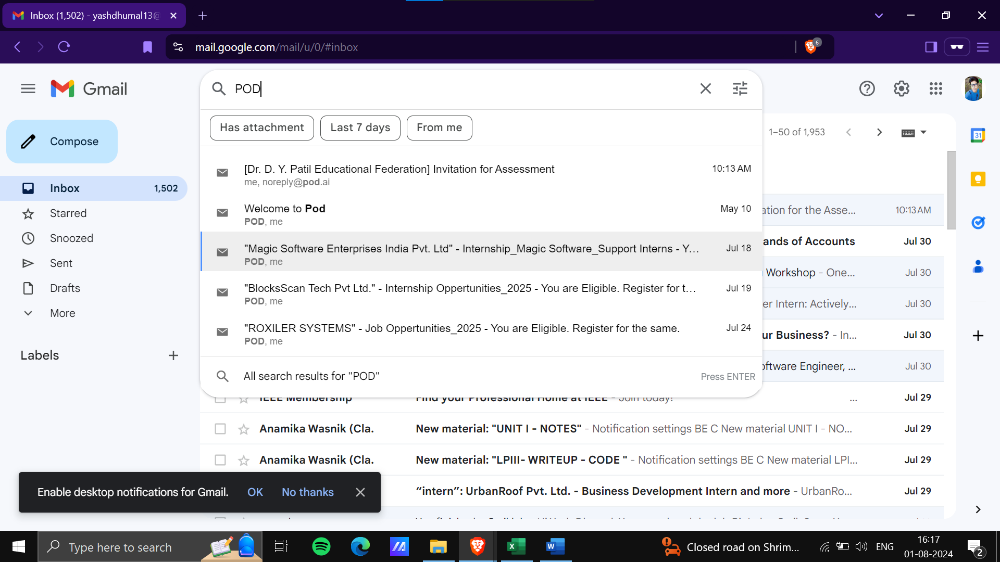 Inbox (1,502) - yashdhumal13@
mail.google.com/mail/u/0/#inbox
6
Gmail
POD
Has attachment
Last 7 days
From me
1–50 of 1,953
31
Compose
Inbox 1,502
Starred
Snoozed
Sent
Drafts
More
Labels
[Dr. D. Y. Patil Educational Federation] Invitation for Assessment 10:13 AM
me, noreply@pod.ai
Welcome to Pod May 10
POD, me
"Magic Software Enterprises India Pvt. Ltd" - Internship_Magic Software_Support Interns - Y... Jul 18
POD, me
"BlocksScan Tech Pvt Ltd." - Internship Oppertunities_2025 - You are Eligible. Register for t... Jul 19
POD, me
"ROXILER SYSTEMS" - Job Oppertunities_2025 - You are Eligible. Register for the same. Jul 24
POD, me
All search results for "POD" Press ENTER
ation for the Asse... 10:13 AM
ands of Accounts Jul 30
Workshop - One... Jul 30
er Intern: Actively... Jul 30
ur Business? - In... Jul 30
oftware Engineer, ... Jul 30
IEEE Membership Find your Professional Home at IEEE - Join today! ... Jul 29
Anamika Wasnik (Cla. New material: "UNIT I - NOTES" - Notification settings BE C New material UNIT I - NO... Jul 29
Anamika Wasnik (Cla. New material: "LPIII- WRITEUP - CODE " - Notification settings BE C New material LPI... Jul 29
“intern”: UrbanRoof Pvt. Ltd. - Business Development Intern and more - UrbanRo... Jul 29
Enable desktop notifications for Gmail. OK No thanks
Type here to search
Closed road on Shrim...
ENG
16:17
01-08-2024
2